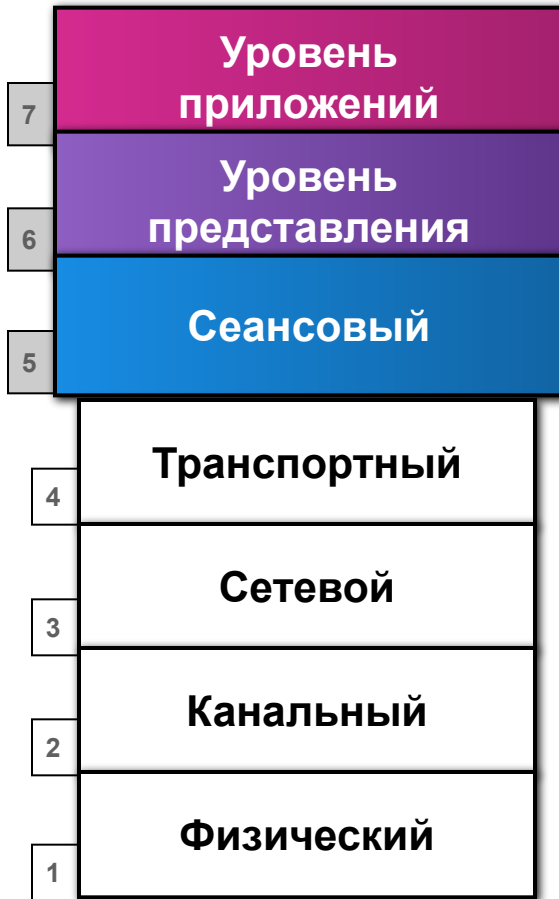 Уровень
приложений
7
Уровень
представления
6
Сеансовый
5
Транспортный
4
Сетевой
3
Канальный
2
Физический
1